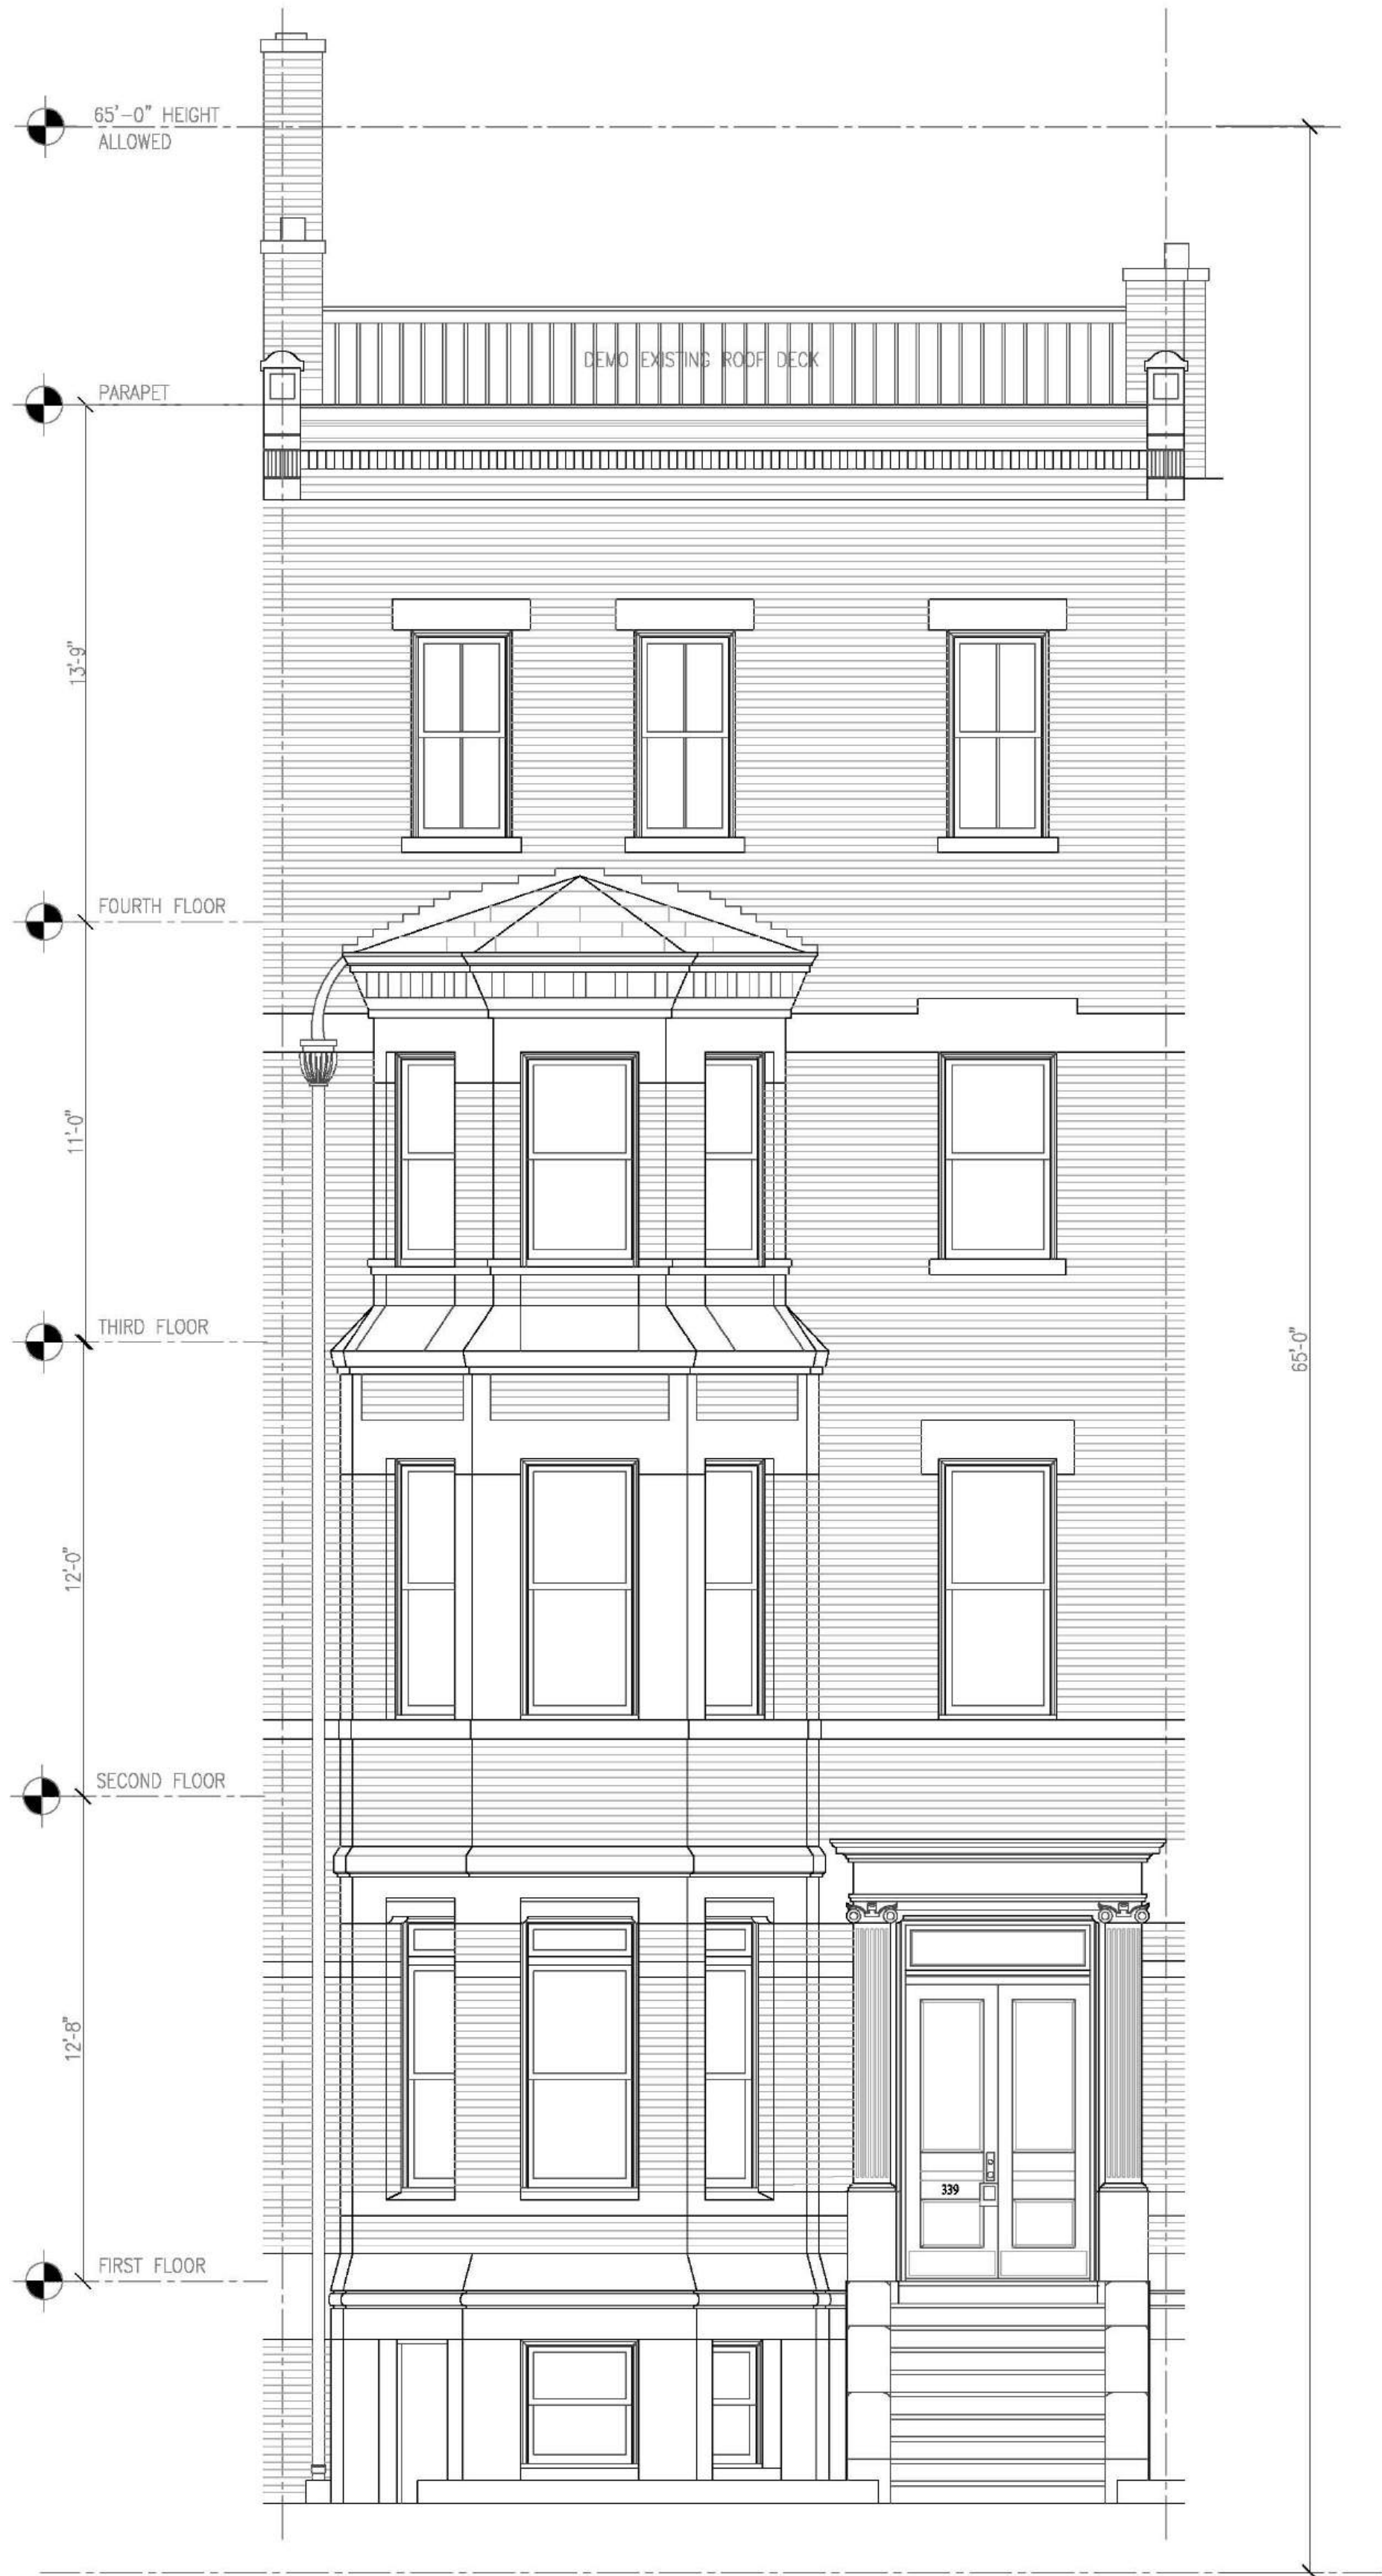 65'-0" HEIGHT
ALLOWED
DEMO EXISTING ROOF DECK
PARAPET
13'-9"
FOURTH FLOOR
11'-0"
THIRD FLOOR
65'-0"
12'-0"
SECOND FLOOR
12'-8"
339
FIRST FLOOR